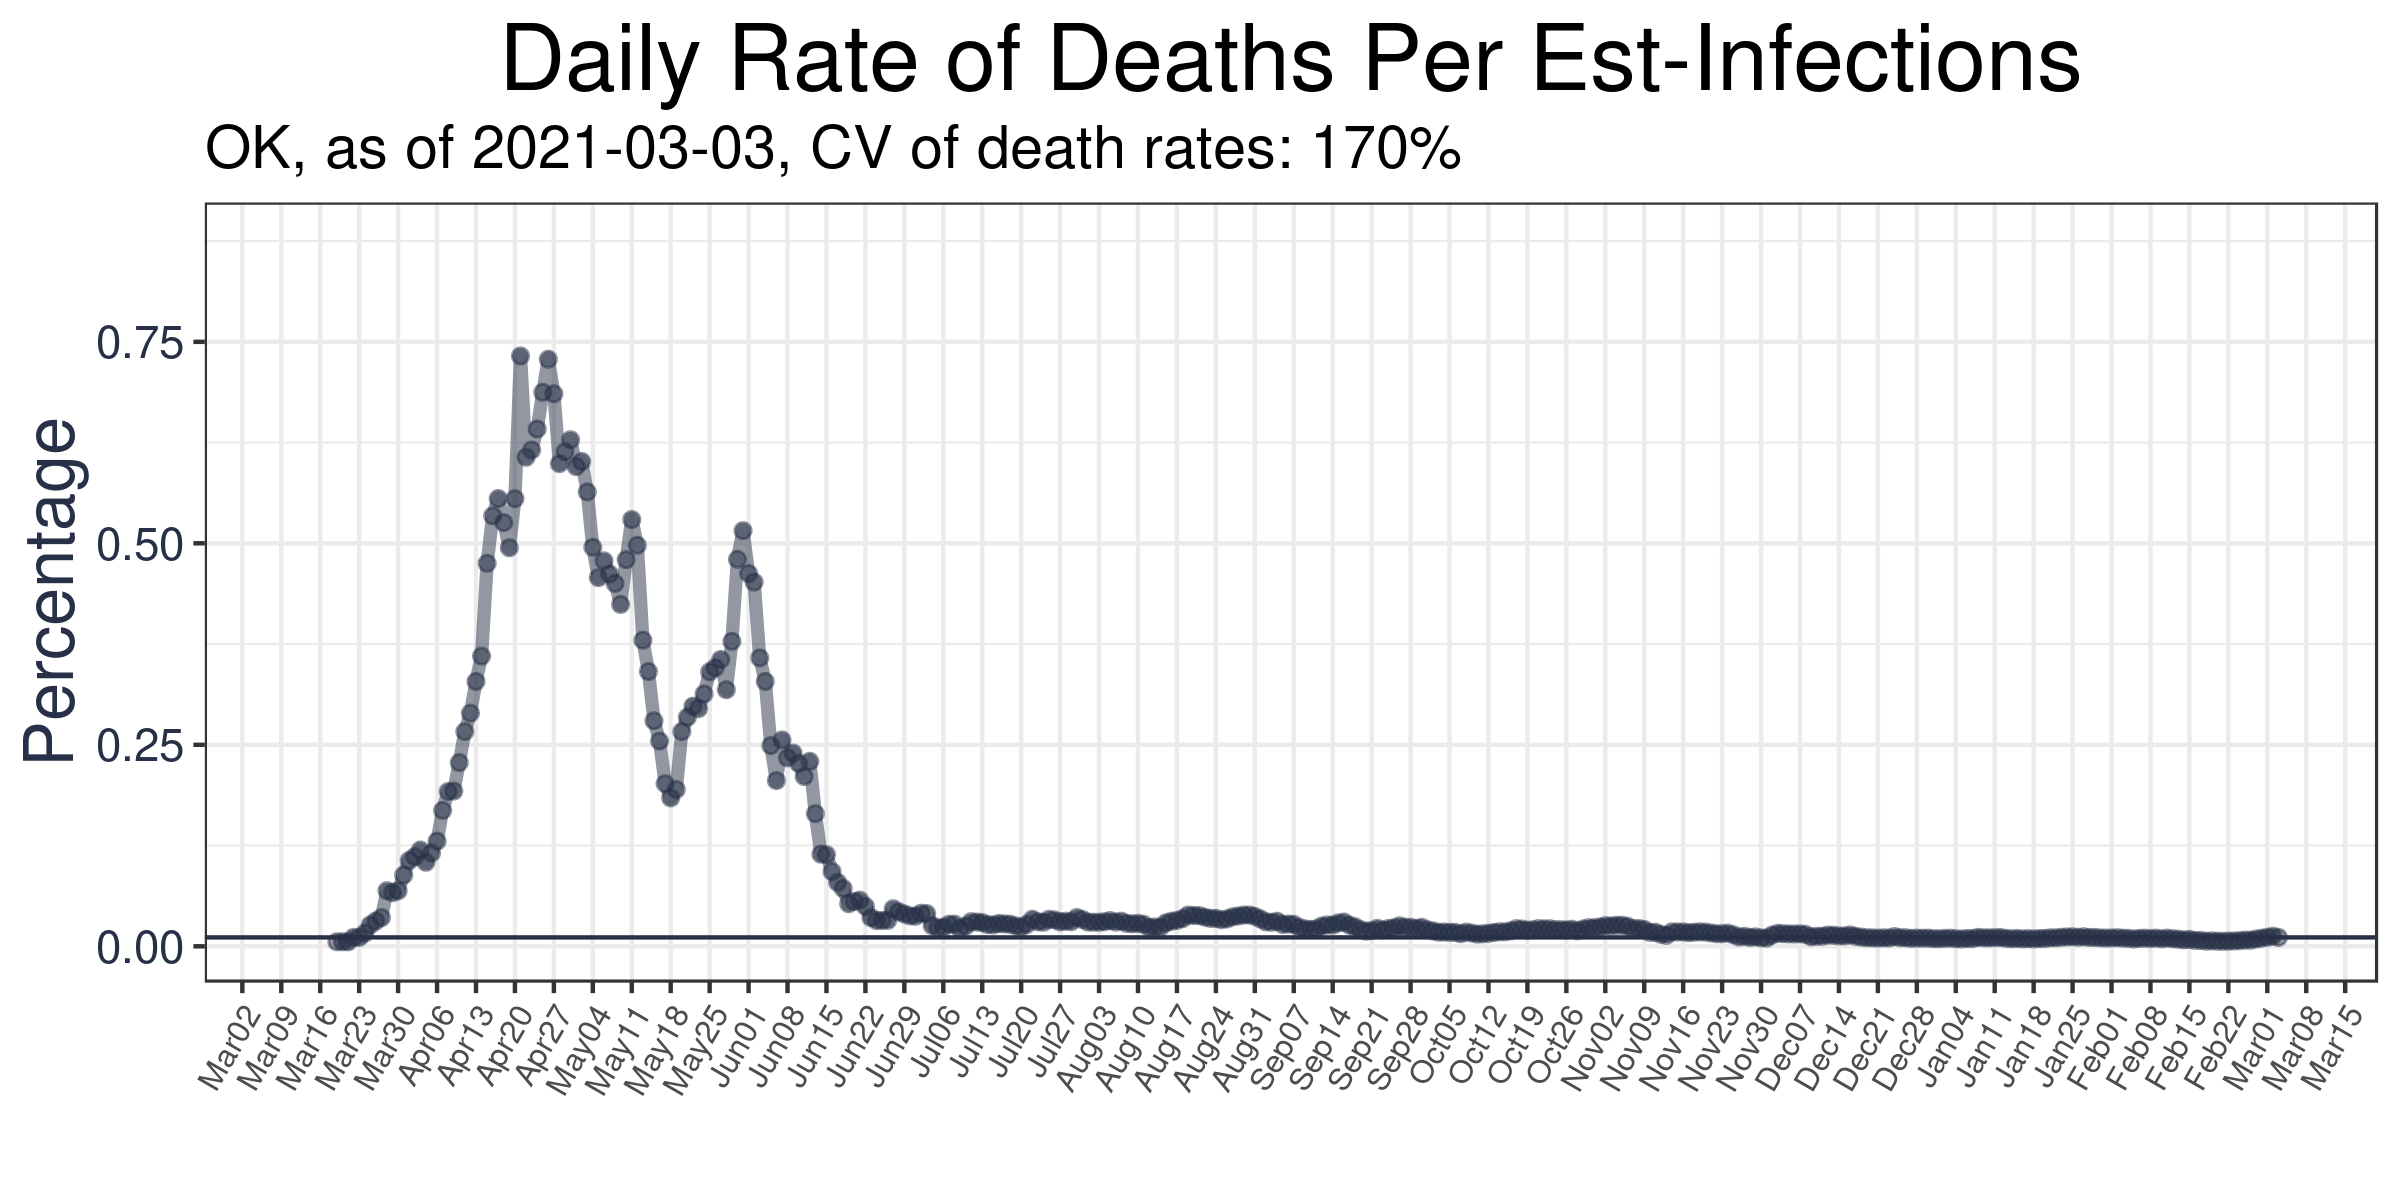 Daily Rate of Deaths Per Est-Infections
OK, as of 2021-03-03, CV of death rates: 170%
Percentage
0.75
0.50
0.25
0.00
Mar02
Mar09
Mar16
Mar23
Mar30
Apr06
Apr13
Apr20
Apr27
May04
May11
May18
May25
Jun01
Jun08
Jun15
Jun22
Jun29
Jul06
Jul13
Jul20
Jul27
Aug03
Aug10
Aug17
Aug24
Aug31
Sep07
Sep14
Sep21
Sep28
Oct05
Oct12
Oct19
Oct26
Nov02
Nov09
Nov16
Nov23
Nov30
Dec07
Dec14
Dec21
Dec28
Jan04
Jan11
Jan18
Jan25
Feb01
Feb08
Feb15
Feb22
Mar01
Mar08
Mar15